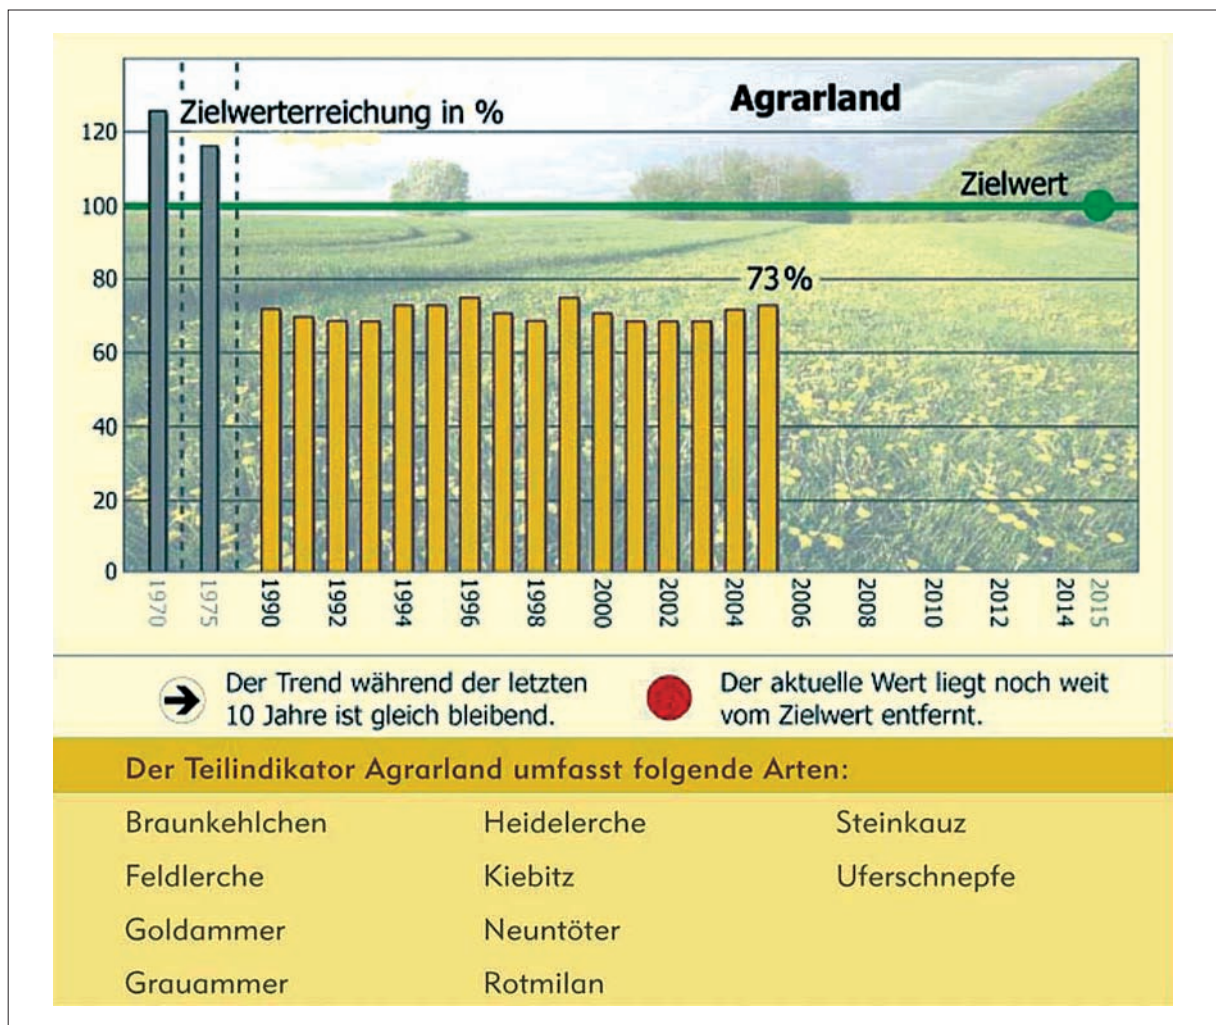 Agrarland
Zielwerterreichung in %
120
Zielwert
100
80
73%
60
40
20
0
1970
1975
1990
1992
1994
1996
1998
2000
2002
2004
2006
2008
2010
2012
2014
2015
Der Trend während der letzten
10 Jahre ist gleich bleibend.
Der aktuelle Wert liegt noch weit
vom Zielwert entfernt.
Der Teilindikator Agrarland umfasst folgende Arten:
Braunkehlchen
Feldlerche
Goldammer
Grauammer
Heidelerche
Kiebitz
Neuntöter
Rotmilan
Steinkauz
Uferschnepfe